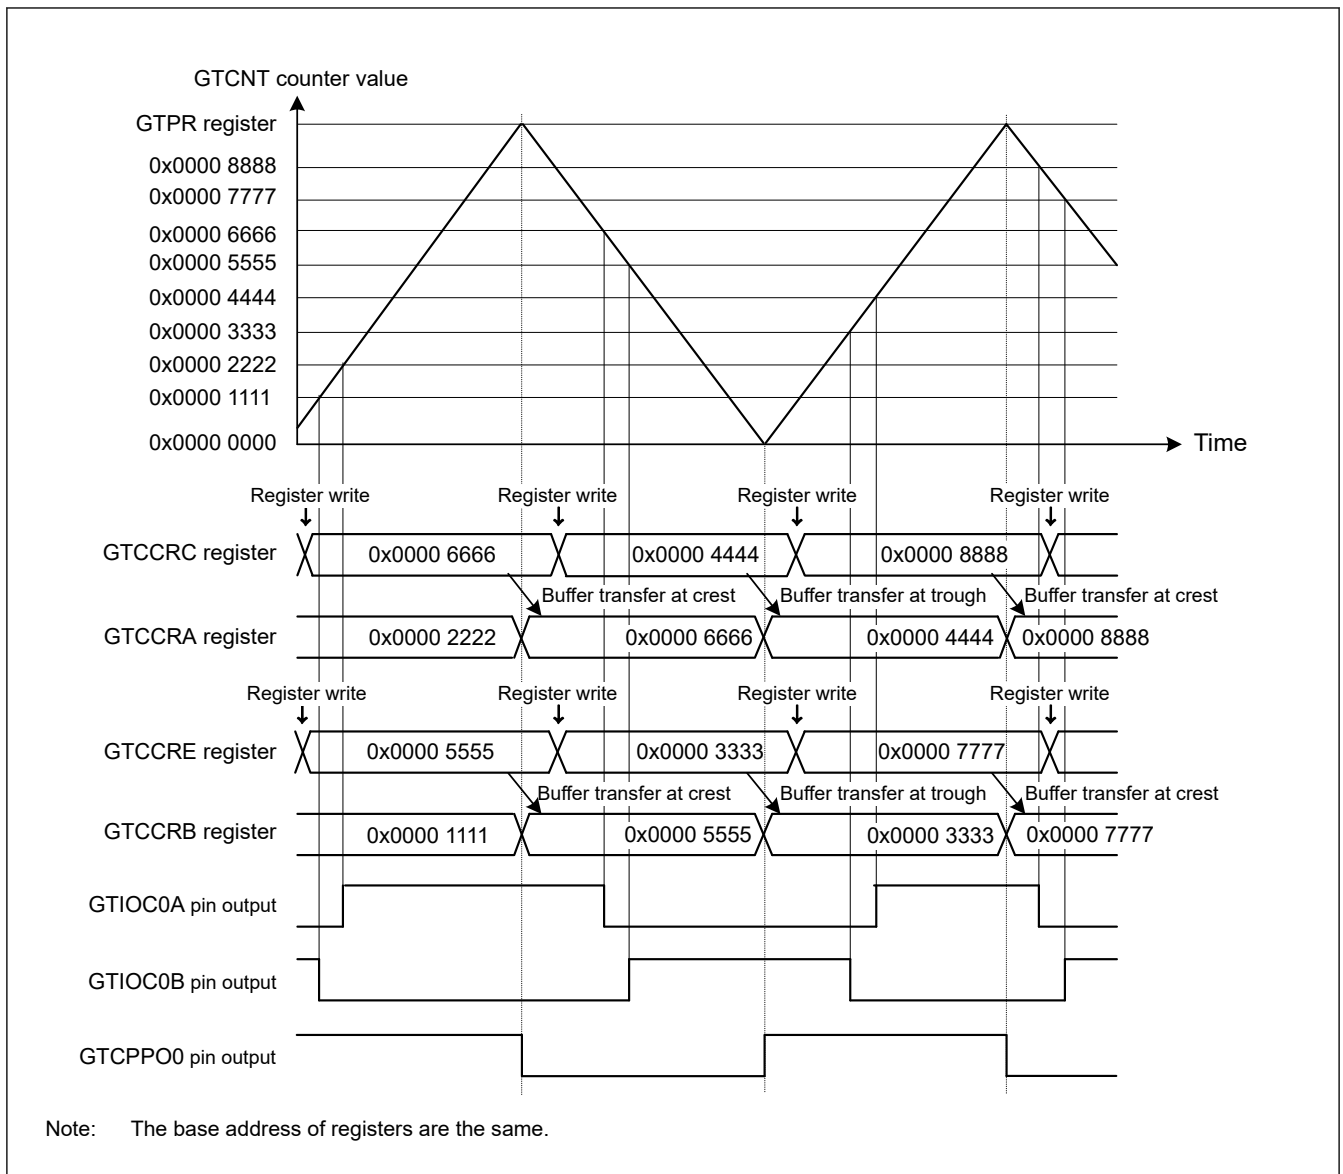 GTCNT counter value
GTPR register
0x0000 8888
0x0000 7777
0x0000 6666
0x0000 5555
0x0000 4444
0x0000 3333
0x0000 2222
0x0000 1111
0x0000 0000
Time
Register write Register write Register write Register write
GTCCRC register 0x0000 6666 0x0000 4444 0x0000 8888
Buffer transfer at crest Buffer transfer at trough Buffer transfer at crest
GTCCRA register 0x0000 2222 0x0000 6666 0x0000 4444 0x0000 8888
Register write Register write Register write Register write
GTCCRE register 0x0000 5555 0x0000 3333 0x0000 7777
Buffer transfer at crest Buffer transfer at trough Buffer transfer at crest
GTCCRB register 0x0000 1111 0x0000 5555 0x0000 3333 0x0000 7777
GTIOC0A pin output
GTIOC0B pin output
GTCPPO0 pin output
Note: The base address of registers are the same.